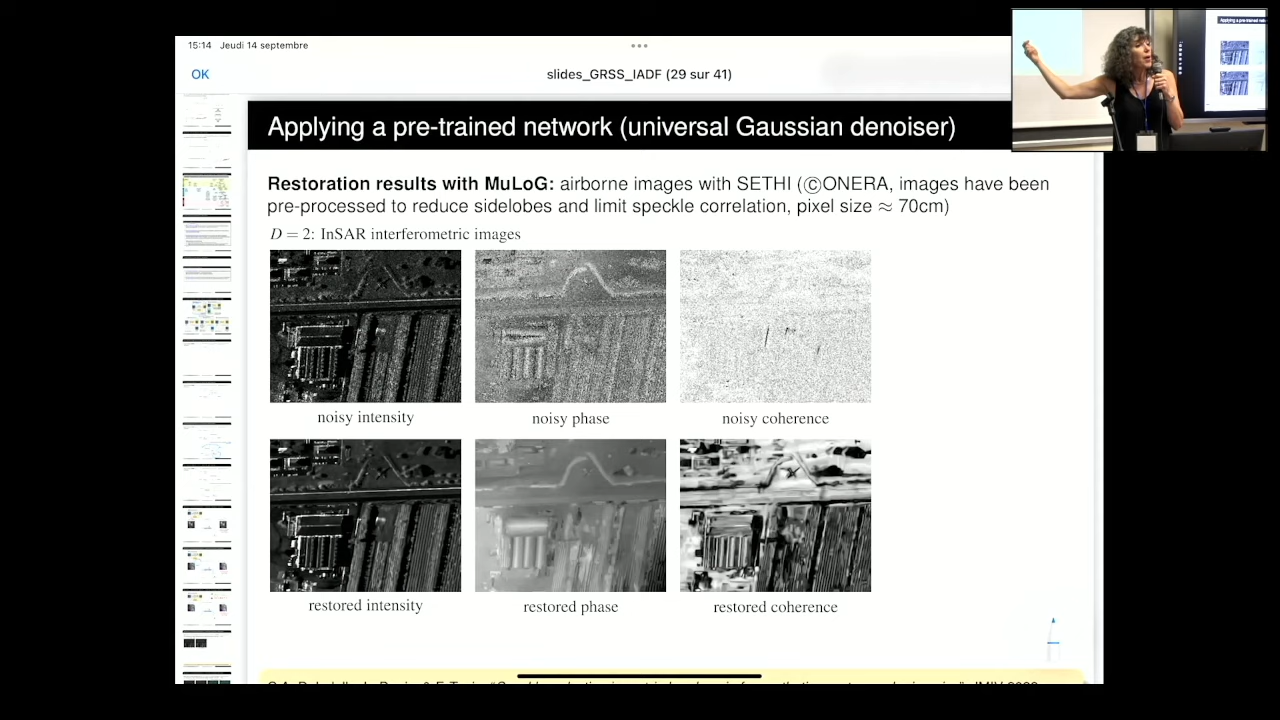 15:14 Jeudi 14 septembre
OK
slides_GRSS_IADF (29 sur 41)
Applying a pre-trained network (universal Gaussian denoiser)
Restoration results with MuLoG: airborne images with SETHI (©ONERA, images have been
pre-processed to reduce sidelobes and limit speckle correlation, pixel size ≈ 70cm)
D = 2: InSAR interferometric images
noisy intensity
noisy phase
noisy coherence
restored intensity
restored phase
restored coherence